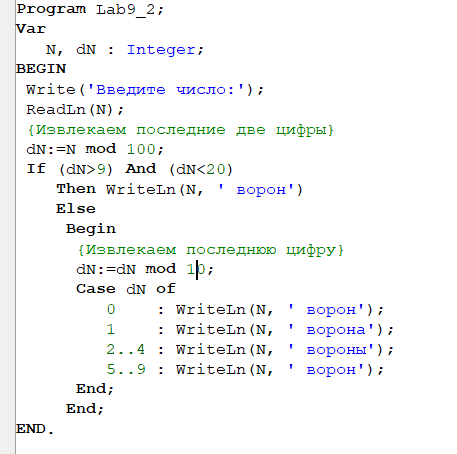 Program Lab9_2;
Var
   N, dN : Integer;
BEGIN
 Write('Введите число:');
 ReadLn(N);
 {Извлекаем последние две цифры}
 dN:=N mod 100;
 If (dN>9) And (dN<20)
    Then WriteLn(N, ' ворон')
    Else
     Begin
      {Извлекаем последнюю цифру}
      dN:=dN mod 10;
      Case dN of
         0    : WriteLn(N, ' ворон');
         1    : WriteLn(N, ' ворона');
         2..4 : WriteLn(N, ' вороны');
         5..9 : WriteLn(N, ' ворон');
      End;
     End;
END.